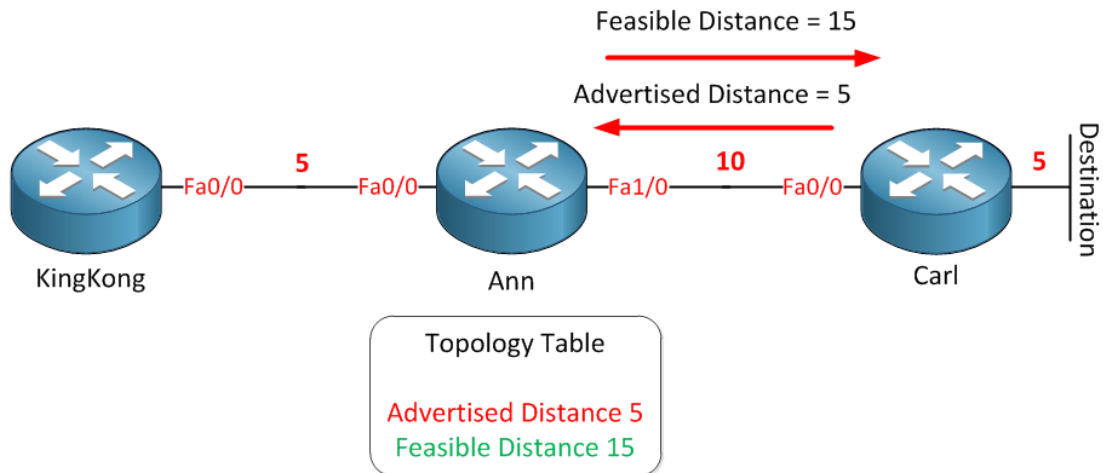 Feasible Distance = 15
Advertised Distance = 5
Fa0/0
5
Fa0/0
Fa1/0
10
Fa0/0
5
Destination
KingKong
Ann
Carl
Topology Table
Advertised Distance 5
Feasible Distance 15